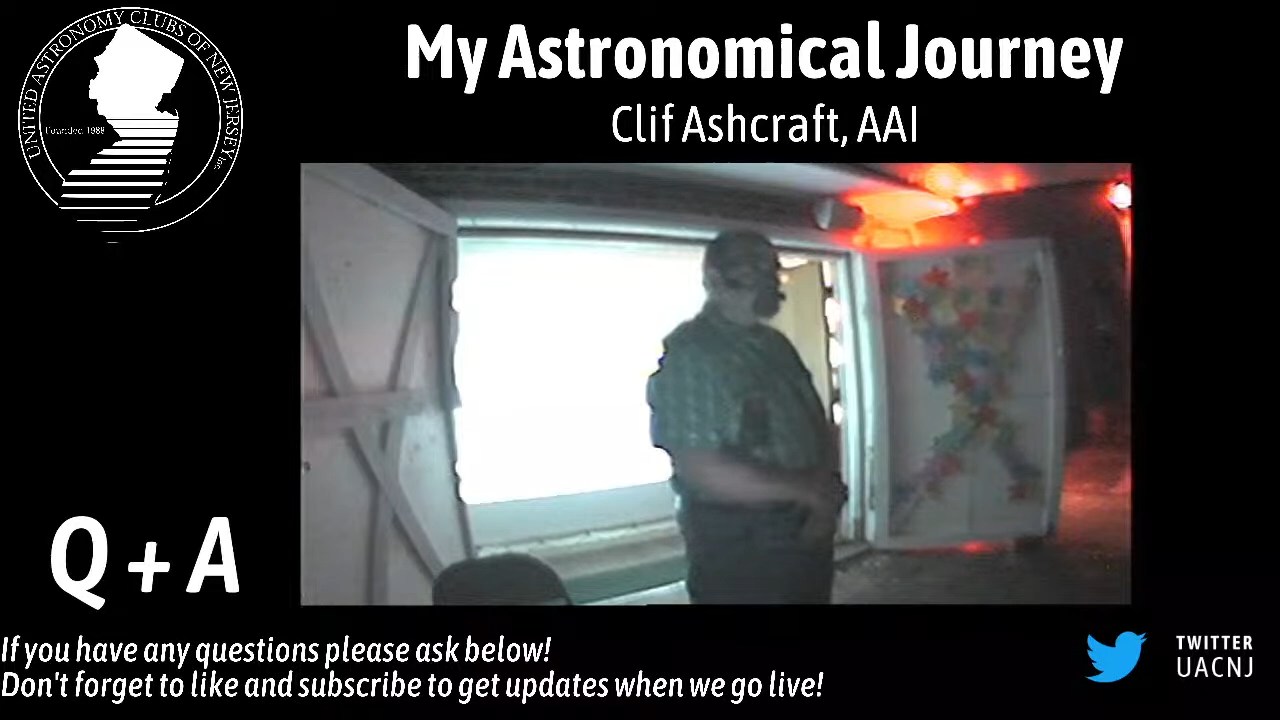 UNITED ASTRONOMY CLUBS OF NEW JERSEY, Inc.
Founded 1988
My Astronomical Journey
Clif Ashcraft, AAI
Q + A
If you have any questions please ask below!
Don't forget to like and subscribe to get updates when we go live!
TWITTER
UACNJ